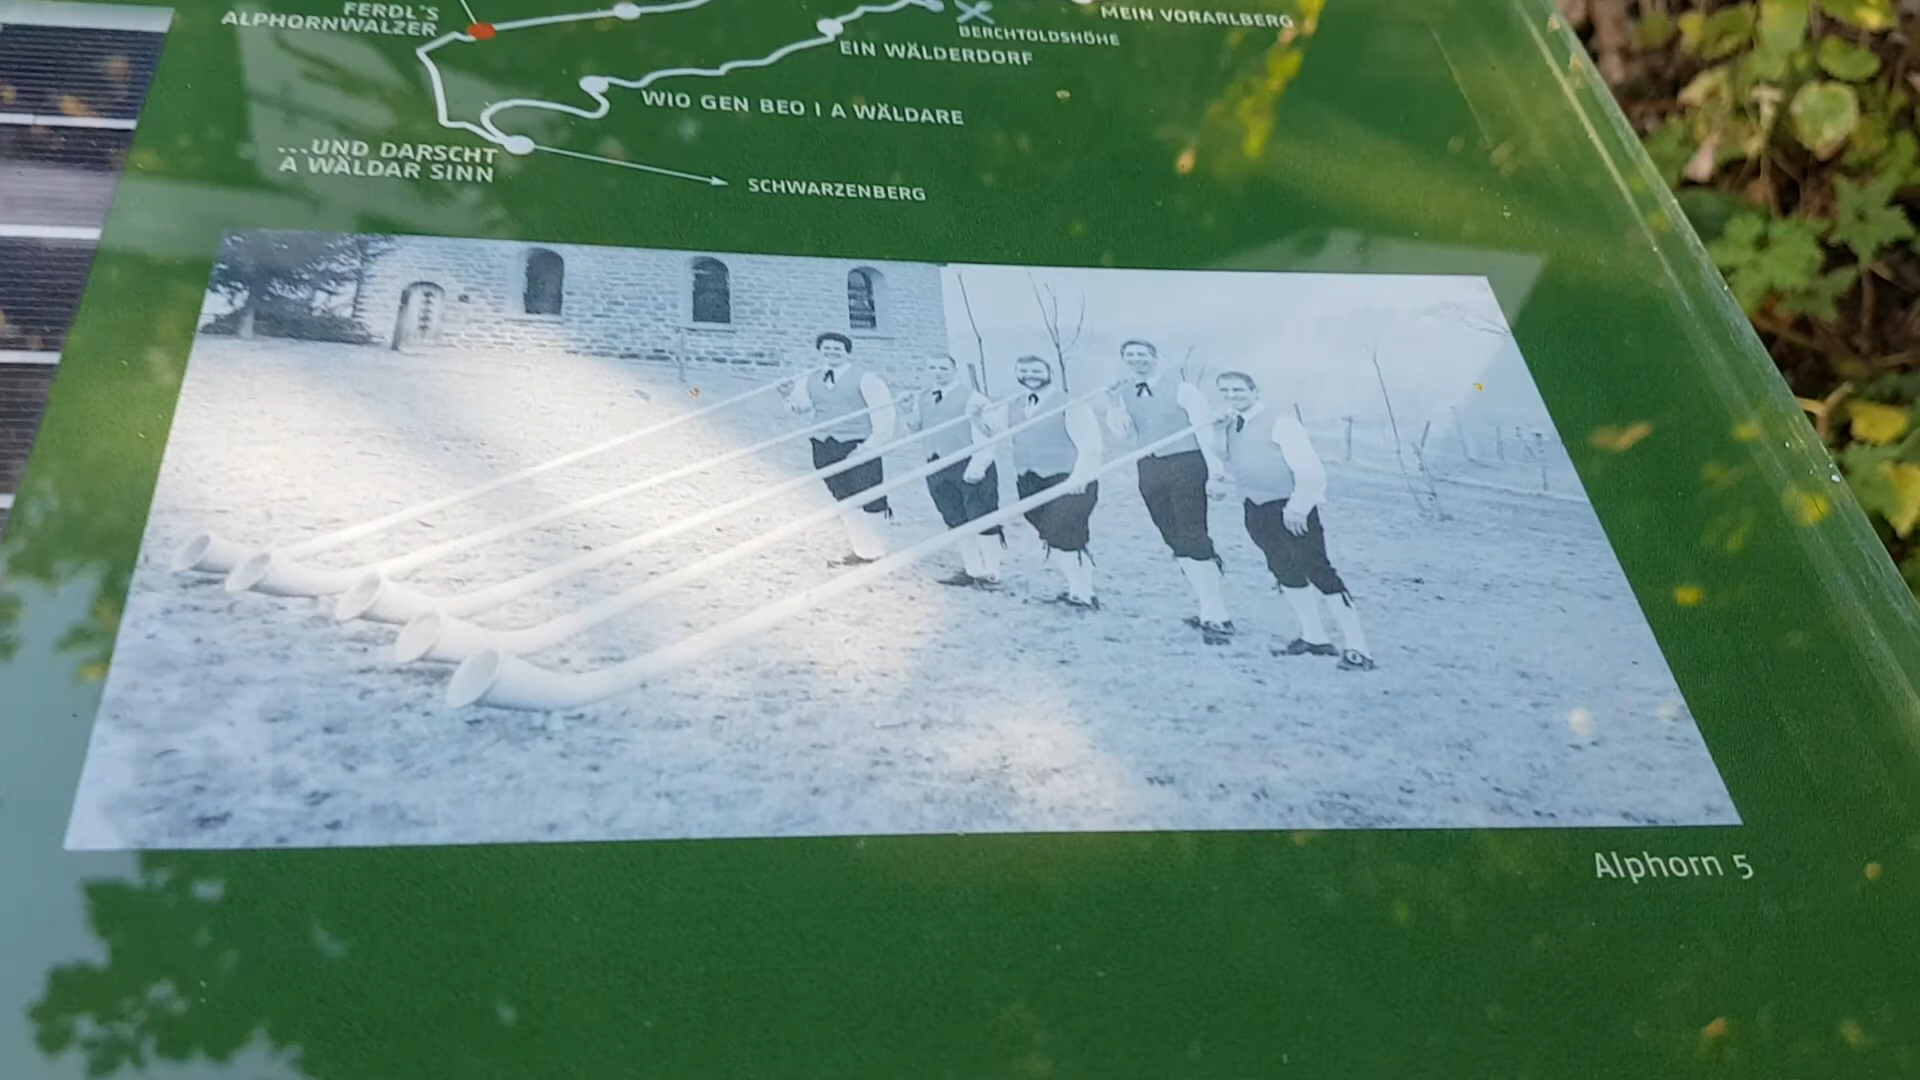 FERDL'S
ALPHORNWALZER
MEIN VORARLBERG
BERCHTOLDSHÖHE
EIN WÄLDERDORF
WIO GEN BEO I A WÄLDARE
...UND DARSCHT
A WÄLDAR SINN
SCHWARZENBERG
Alphorn 5